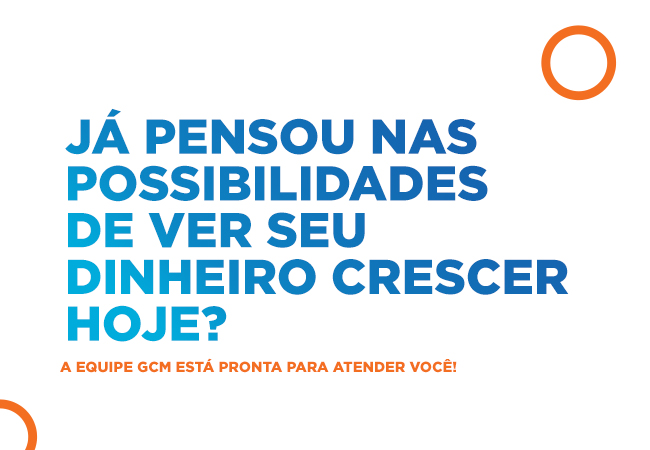 JÁ PENSOU NAS
POSSIBILIDADES
DE VER SEU
DINHEIRO CRESCER
HOJE?
A EQUIPE GCM ESTÁ PRONTA PARA ATENDER VOCÊ!